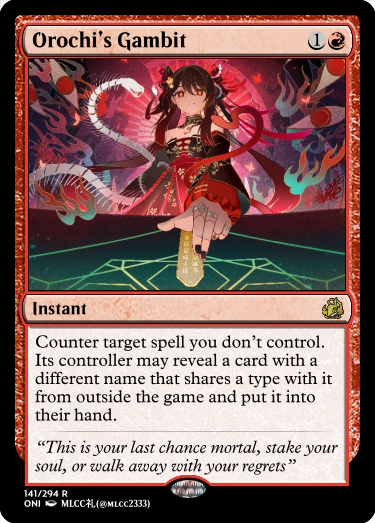 Orochi's Gambit 1
Instant
Counter target spell you don't control.
Its controller may reveal a card with a
different name that shares a type with it
from outside the game and put it into
their hand.
“This is your last chance mortal, stake your
soul, or walk away with your regrets”
141/294 R
ONI MLCC礼(@MLCC2333)